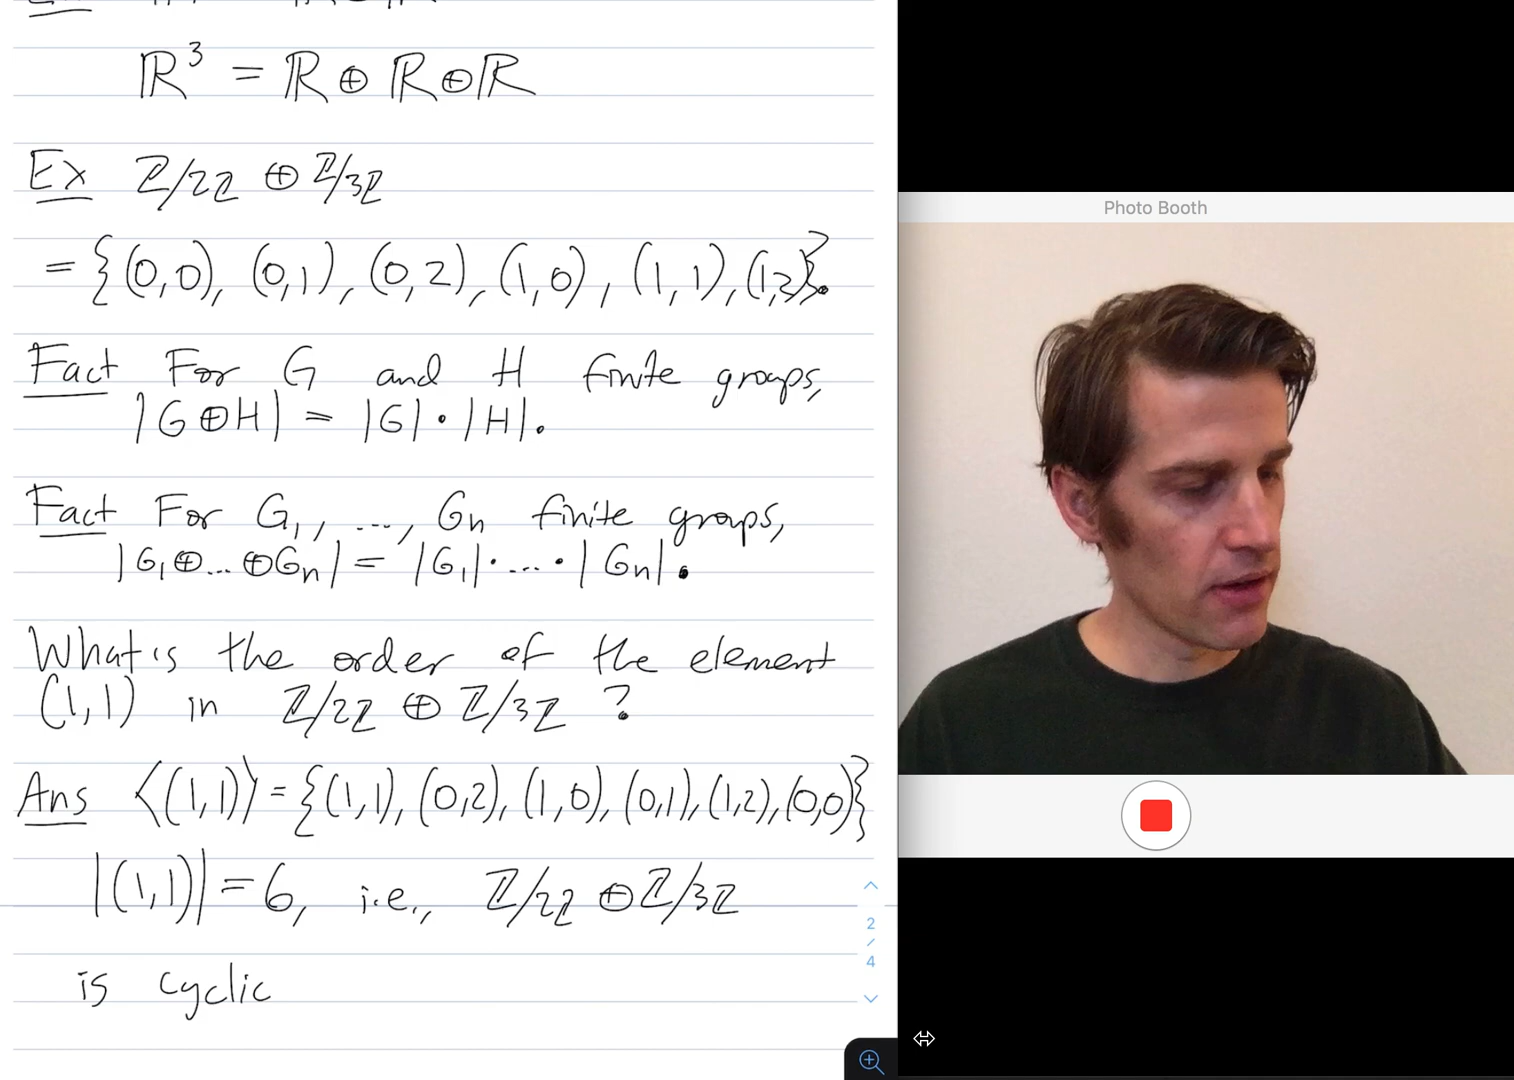 ℝ³ = ℝ ⊕ ℝ ⊕ ℝ
Ex ℤ/2ℤ ⊕ ℤ/3ℤ
= {(0,0), (0,1), (0,2), (1,0), (1,1), (1,2)}.
Fact For G and H finite groups,
|G ⊕ H| = |G| · |H|.
Fact For G₁, ..., Gₙ finite groups,
|G₁ ⊕ ... ⊕ Gₙ| = |G₁| · ... · |Gₙ|.
What is the order of the element
(1,1) in ℤ/2ℤ ⊕ ℤ/3ℤ ?
Ans ⟨(1,1)⟩ = {(1,1), (0,2), (1,0), (0,1), (1,2), (0,0)}
|(1,1)| = 6, i.e., ℤ/2ℤ ⊕ ℤ/3ℤ
is cyclic
2
/
4
Photo Booth